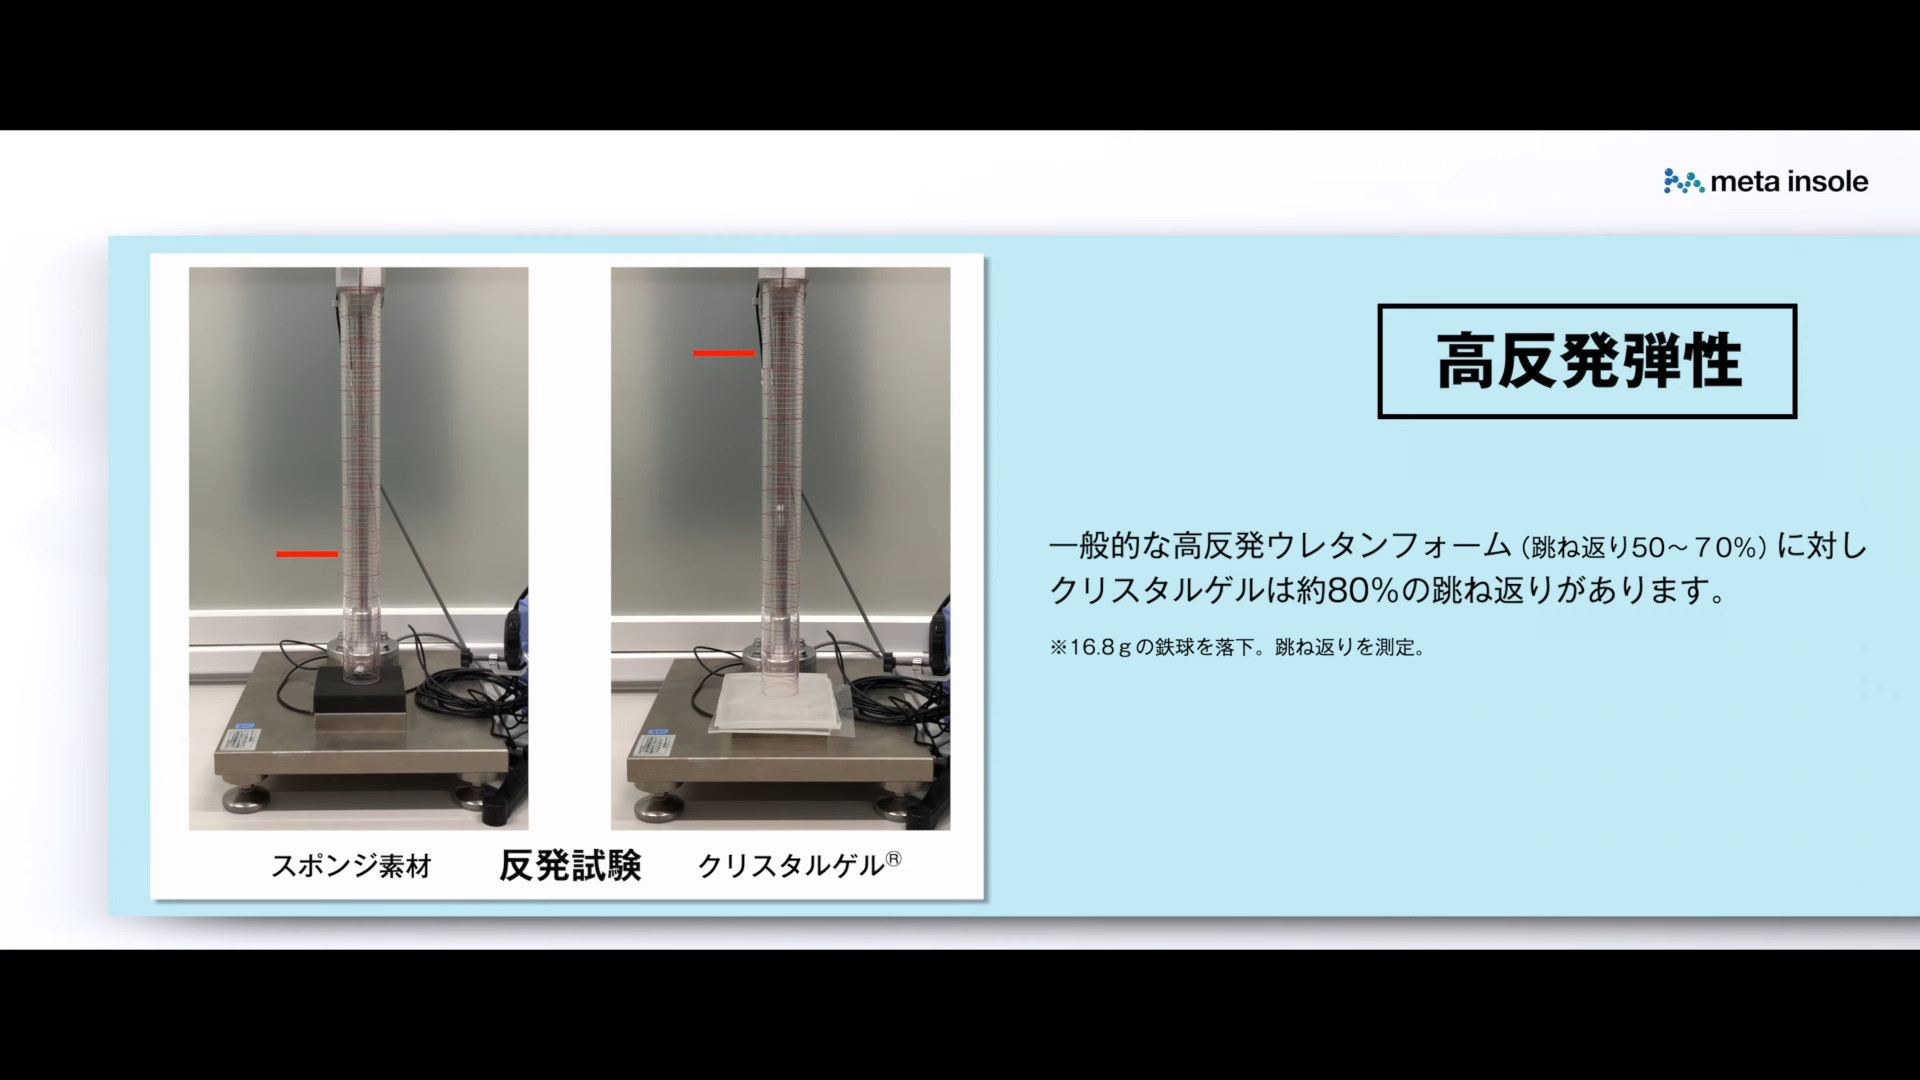 meta insole
高反発弾性
一般的な高反発ウレタンフォーム（跳ね返り50～７0%）に対し
クリスタルゲルは約80%の跳ね返りがあります。
※16.8ｇの鉄球を落下。跳ね返りを測定。
スポンジ素材 反発試験 クリスタルゲル®